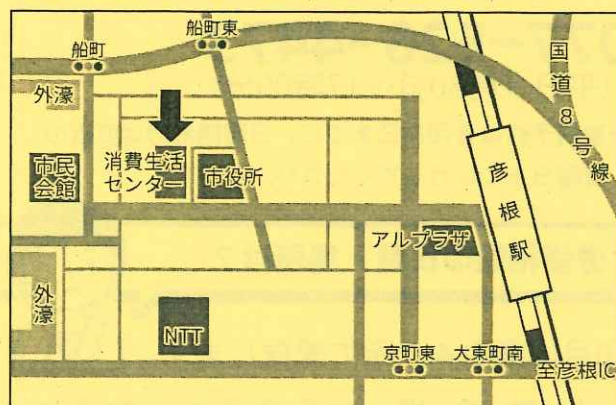 船町
船町東
国道8号線
外濠
消費生活
センター
市役所
市民
会館
彦根駅
アルプラザ
外濠
NTT
京町東
大東町南
至彦根IC